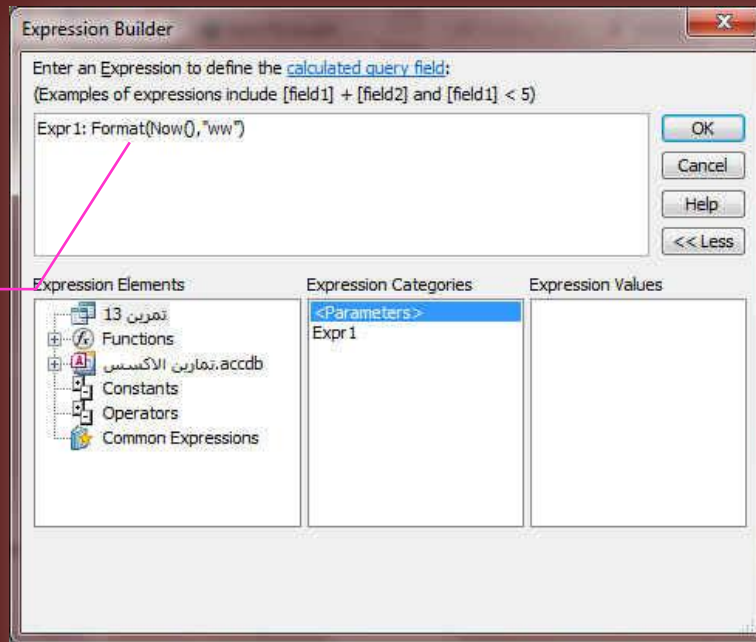 Expression Builder
Enter an Expression to define the calculated query field:
(Examples of expressions include [field1] + [field2] and [field1] < 5)
Expr1: Format(Now(),"ww")
OK
Cancel
Help
<< Less
Expression Elements
Expression Categories
Expression Values
تمرين 13
Functions
تمارين الاكسس.accdb
Constants
Operators
Common Expressions
<Parameters>
Expr1